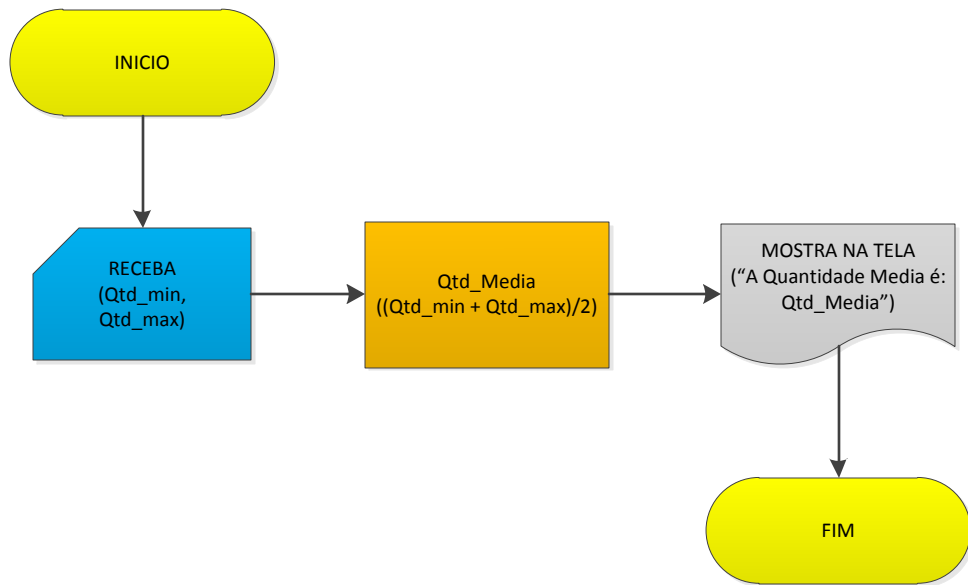 INICIO
RECEBA
(Qtd_min,
Qtd_max)
Qtd_Media
((Qtd_min + Qtd_max)/2)
MOSTRA NA TELA
(“A Quantidade Media é:
Qtd_Media”)
FIM